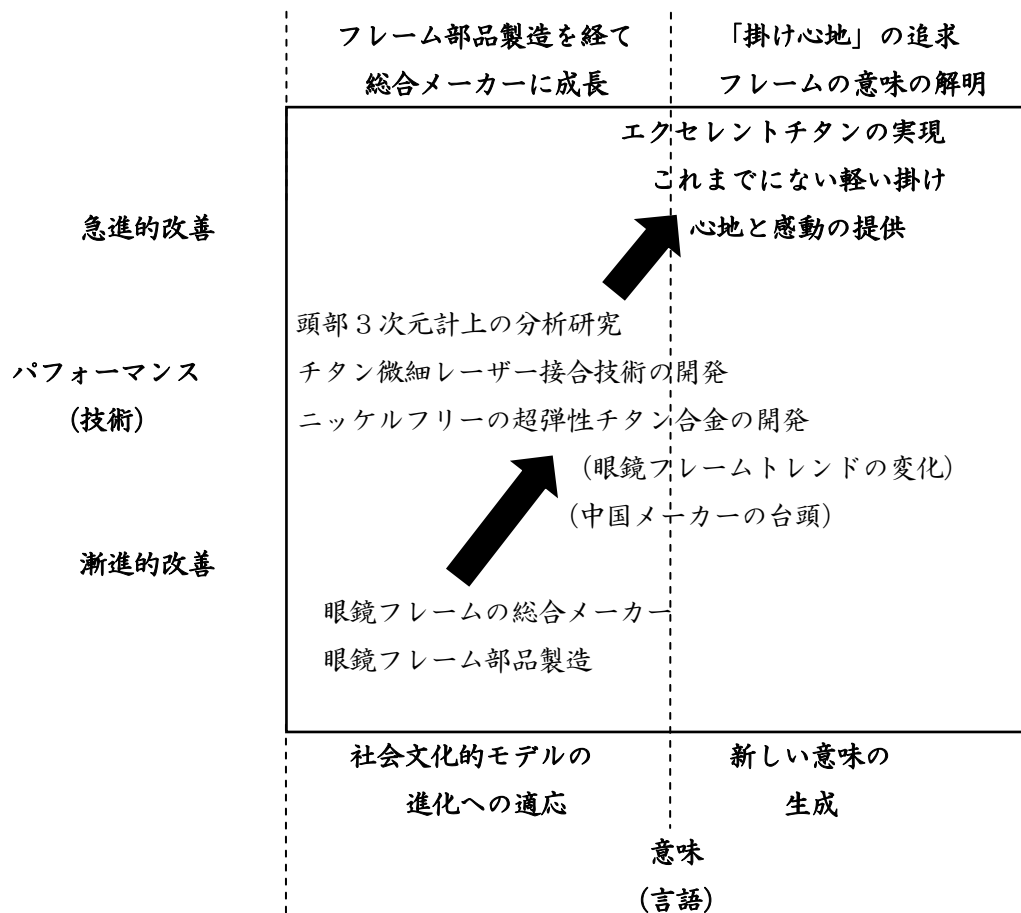 フレーム部品製造を経て
総合メーカーに成長
「掛け心地」の追求
フレームの意味の解明
エクセレントチタンの実現
これまでにない軽い掛け
心地と感動の提供
急進的改善
頭部３次元計上の分析研究
チタン微細レーザー接合技術の開発
ニッケルフリーの超弾性チタン合金の開発
パフォーマンス
(技術)
（眼鏡フレームトレンドの変化）
（中国メーカーの台頭）
漸進的改善
眼鏡フレームの総合メーカー
眼鏡フレーム部品製造
社会文化的モデルの
進化への適応
新しい意味の
生成
意味
(言語)